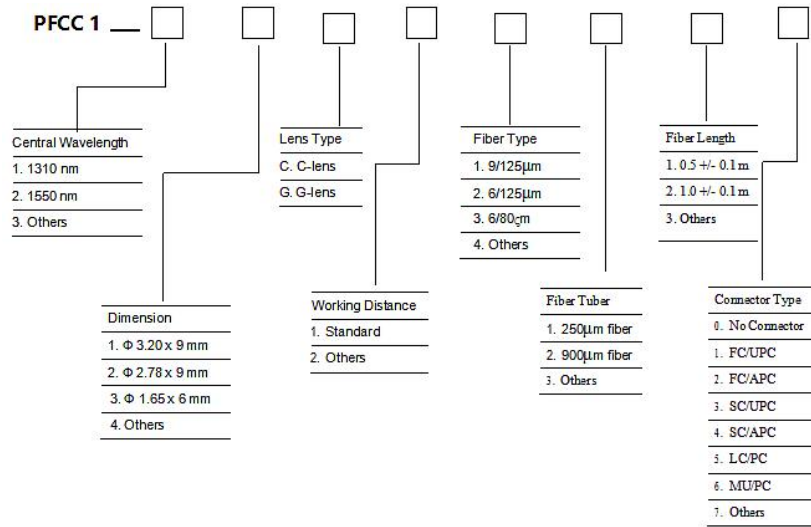 PFCC 1
Central Wavelength
1. 1310 nm
2. 1550 nm
3. Others
Dimension
1. Φ 3.20 x 9 mm
2. Φ 2.78 x 9 mm
3. Φ 1.65 x 6 mm
4. Others
Lens Type
C. C-lens
G. G-lens
Working Distance
1. Standard
2. Others
Fiber Type
1. 9/125μm
2. 6/125μm
3. 6/80çm
4. Others
Fiber Tuber
1. 250μm fiber
2. 900μm fiber
3. Others
Fiber Length
1. 0.5 +/- 0.1 m
2. 1.0 +/- 0.1 m
3. Others
Connector Type
0. No Connector
1. FC/UPC
2. FC/APC
3. SC/UPC
4. SC/APC
5. LC/PC
6. MU/PC
7. Others